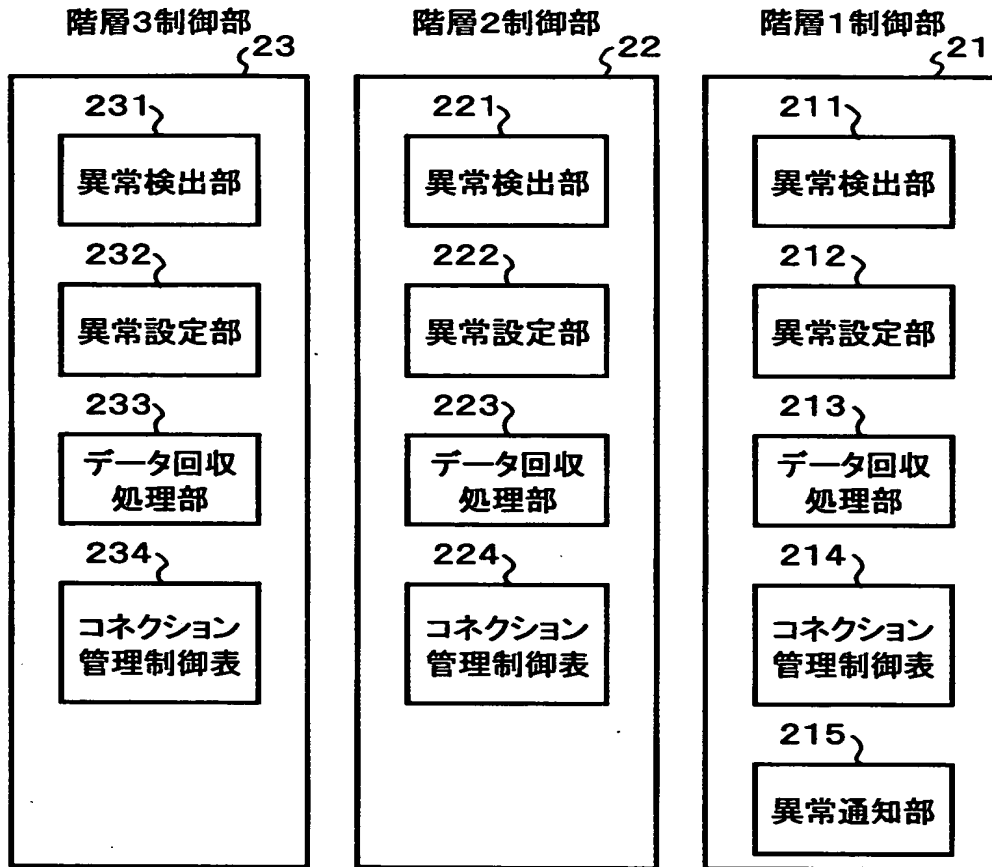 階層3制御部
23
231
異常検出部
232
異常設定部
233
データ回収
処理部
234
コネクション
管理制御表
階層2制御部
22
221
異常検出部
222
異常設定部
223
データ回収
処理部
224
コネクション
管理制御表
階層1制御部
21
211
異常検出部
212
異常設定部
213
データ回収
処理部
214
コネクション
管理制御表
215
異常通知部